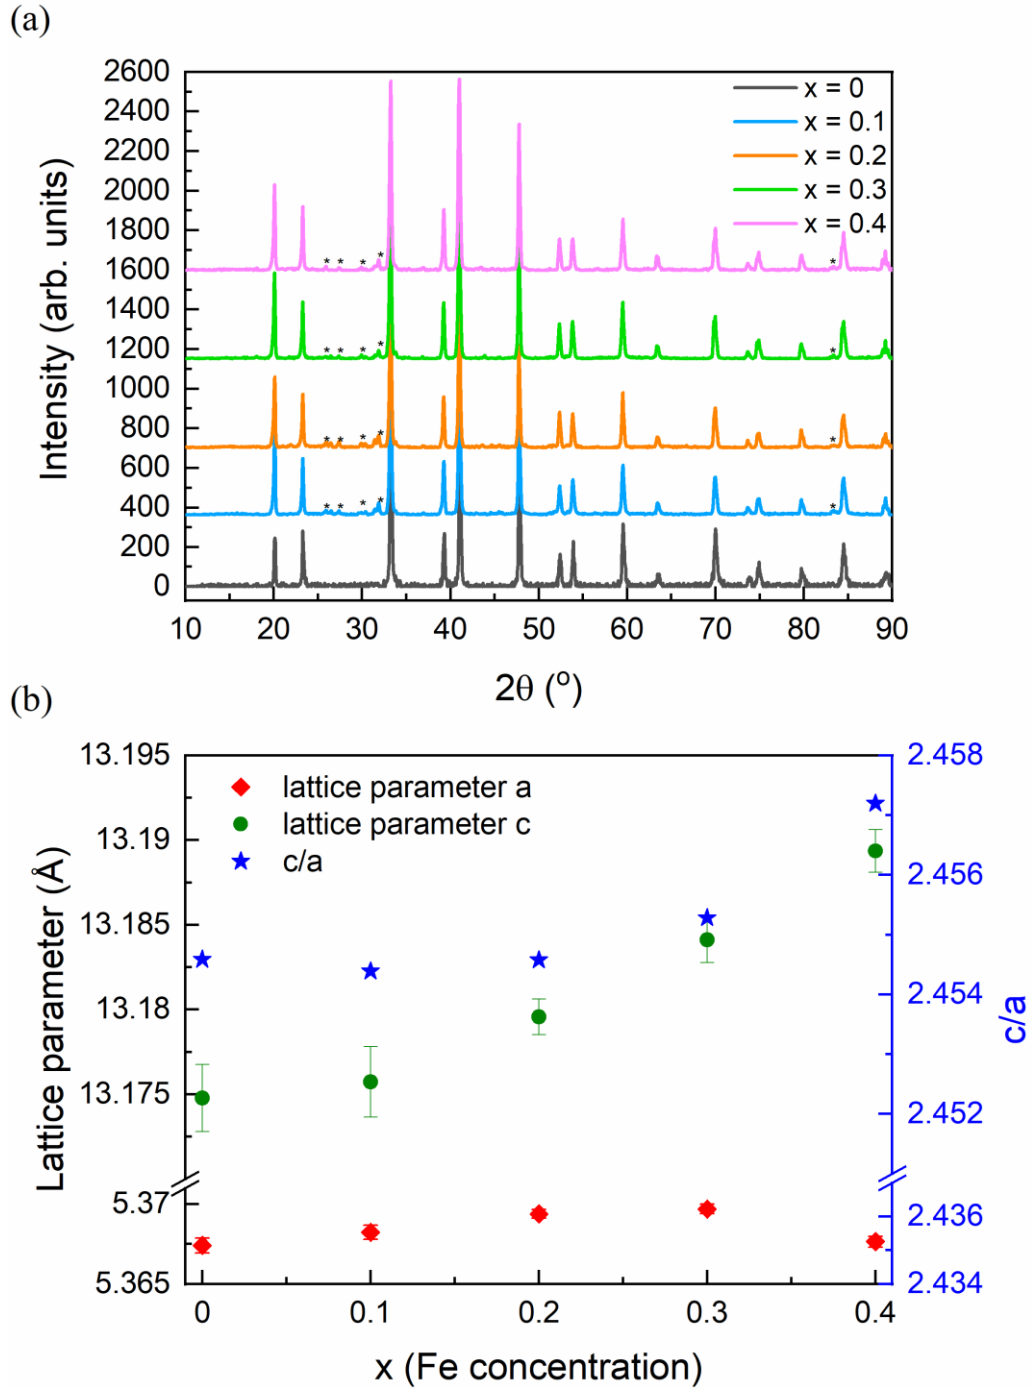 (a)
2600
2400
2200
2000
1800
1600
1400
1200
1000
800
600
400
200
0
Intensity (arb. units)
x = 0
x = 0.1
x = 0.2
x = 0.3
x = 0.4
* * * * *
* * * * *
* * * * *
* * * * *
10 20 30 40 50 60 70 80 90
2θ (°)
(b)
13.195
13.19
13.185
13.18
13.175
5.37
5.365
Lattice parameter (Å)
lattice parameter a
lattice parameter c
c/a
2.458
2.456
2.454
2.452
2.436
2.434
c/a
0 0.1 0.2 0.3 0.4
x (Fe concentration)